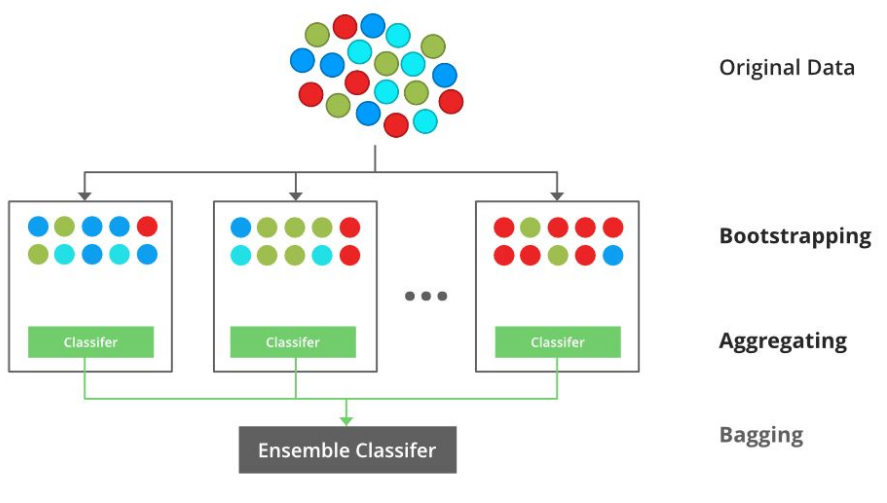 Original Data
Bootstrapping
Classifer
Classifer
Classifer
Aggregating
Ensemble Classifer
Bagging